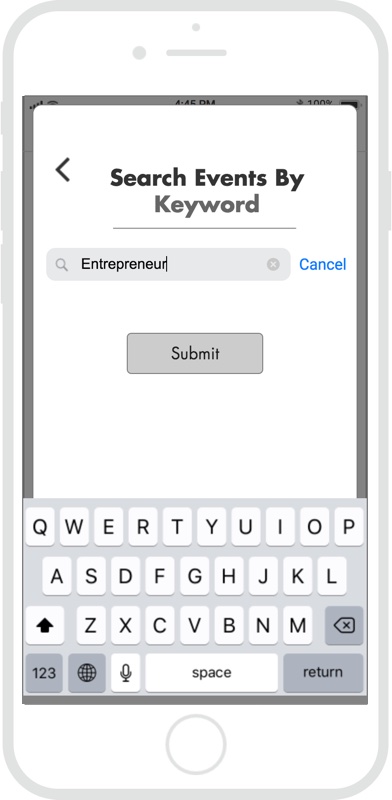 4:45 PM 100%
Search Events By
Keyword
Entrepreneur Cancel
Submit
Q W E R T Y U I O P
A S D F G H J K L
Z X C V B N M
123 space return